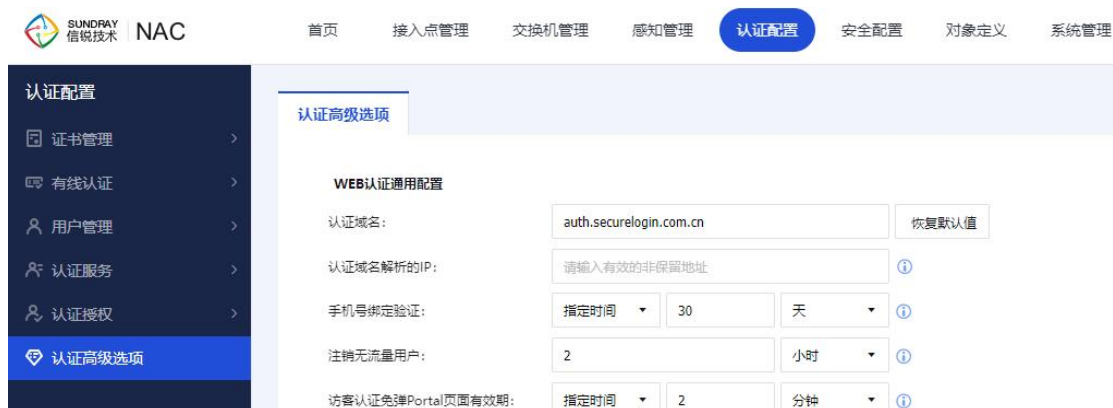 SUNDRAY
信锐技术 NAC 首页 接入点管理 交换机管理 感知管理 认证配置 安全配置 对象定义 系统管理
认证配置
证书管理
有线认证
用户管理
认证服务
认证授权
认证高级选项
认证高级选项
WEB认证通用配置
认证域名: auth.securelogin.com.cn 恢复默认值
认证域名解析的IP: 请输入有效的非保留地址
手机号绑定验证: 指定时间 30 天
注销无流量用户: 2 小时
访客认证免弹Portal页面有效期: 指定时间 2 分钟